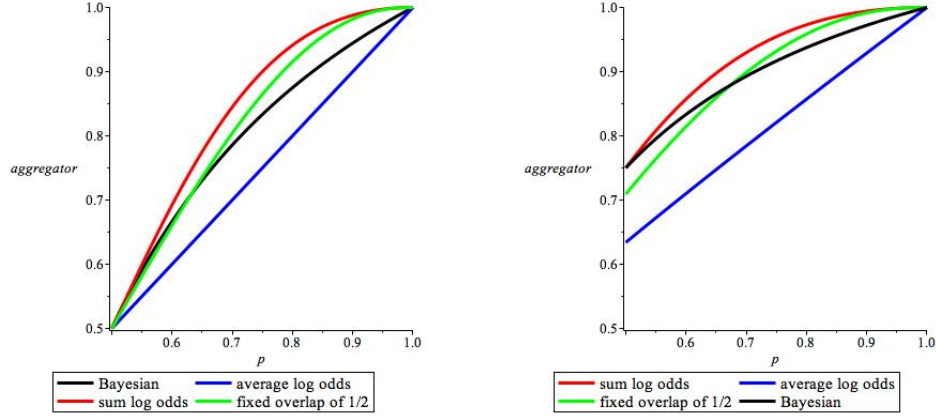 1.0
0.9
0.8
aggregator
0.7
0.6
0.5
0.6 0.7 0.8 0.9 1.0
p
Bayesian average log odds
sum log odds fixed overlap of 1/2
1.0
0.9
0.8
aggregator
0.7
0.6
0.5
0.6 0.7 0.8 0.9 1.0
p
sum log odds average log odds
fixed overlap of 1/2 Bayesian